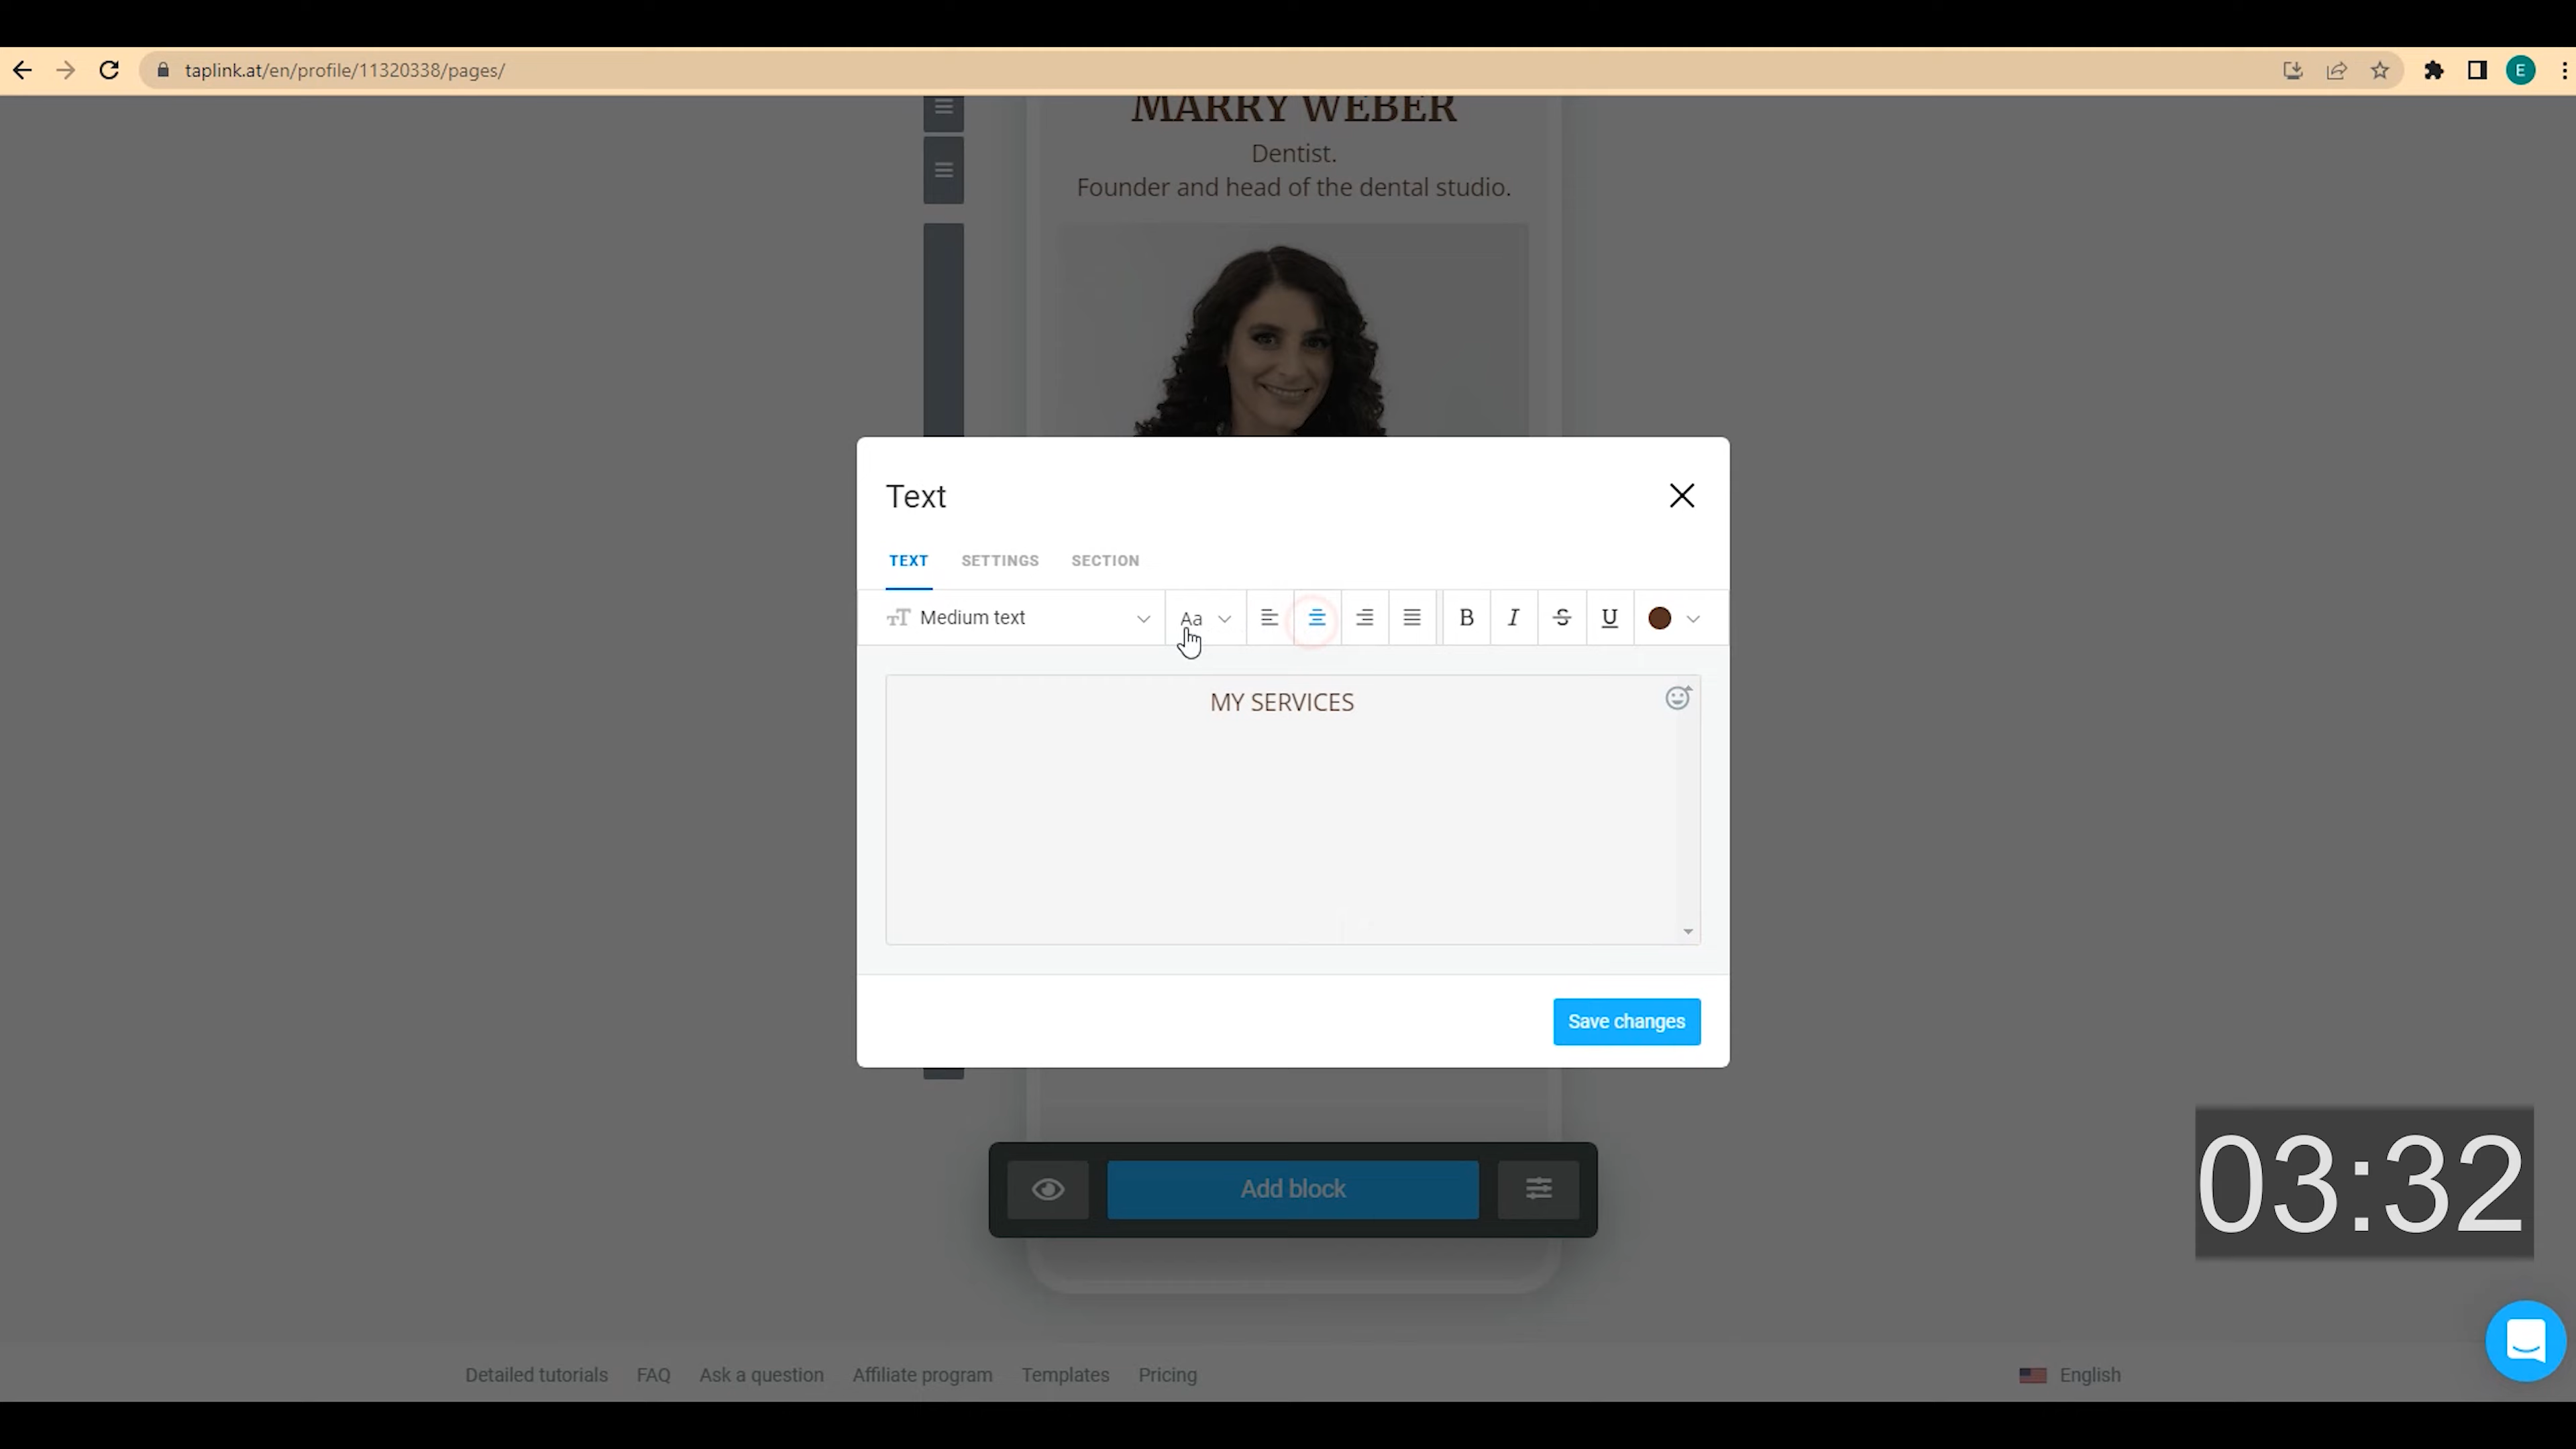 taplink.at/en/profile/11320338/pages/
E
MARRY WEBER
Dentist.
Founder and head of the dental studio.
Text
TEXT SETTINGS SECTION
TT Medium text Aa B I S U
MY SERVICES
Save changes
Add block
03:32
Detailed tutorials FAQ Ask a question Affiliate program Templates Pricing English